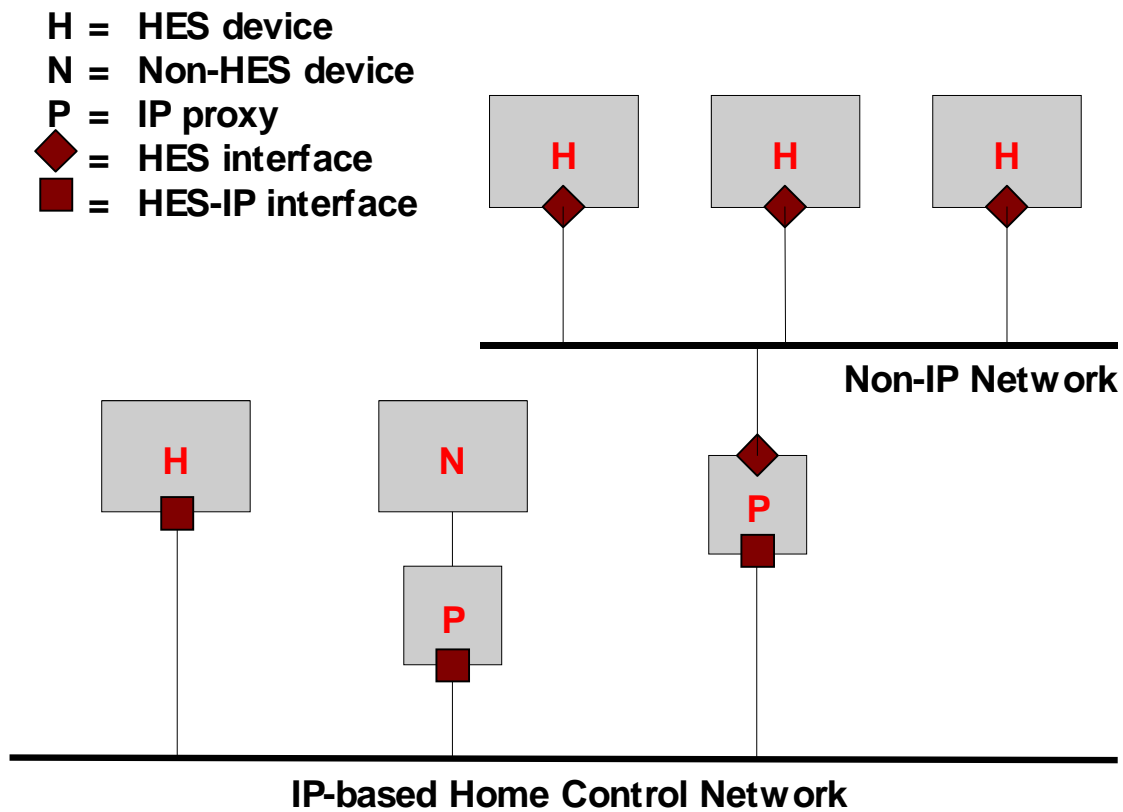 H = HES device
N = Non-HES device
P = IP proxy
= HES interface
= HES-IP interface
H H H
Non-IP Network
H N
P
P
IP-based Home Control Network